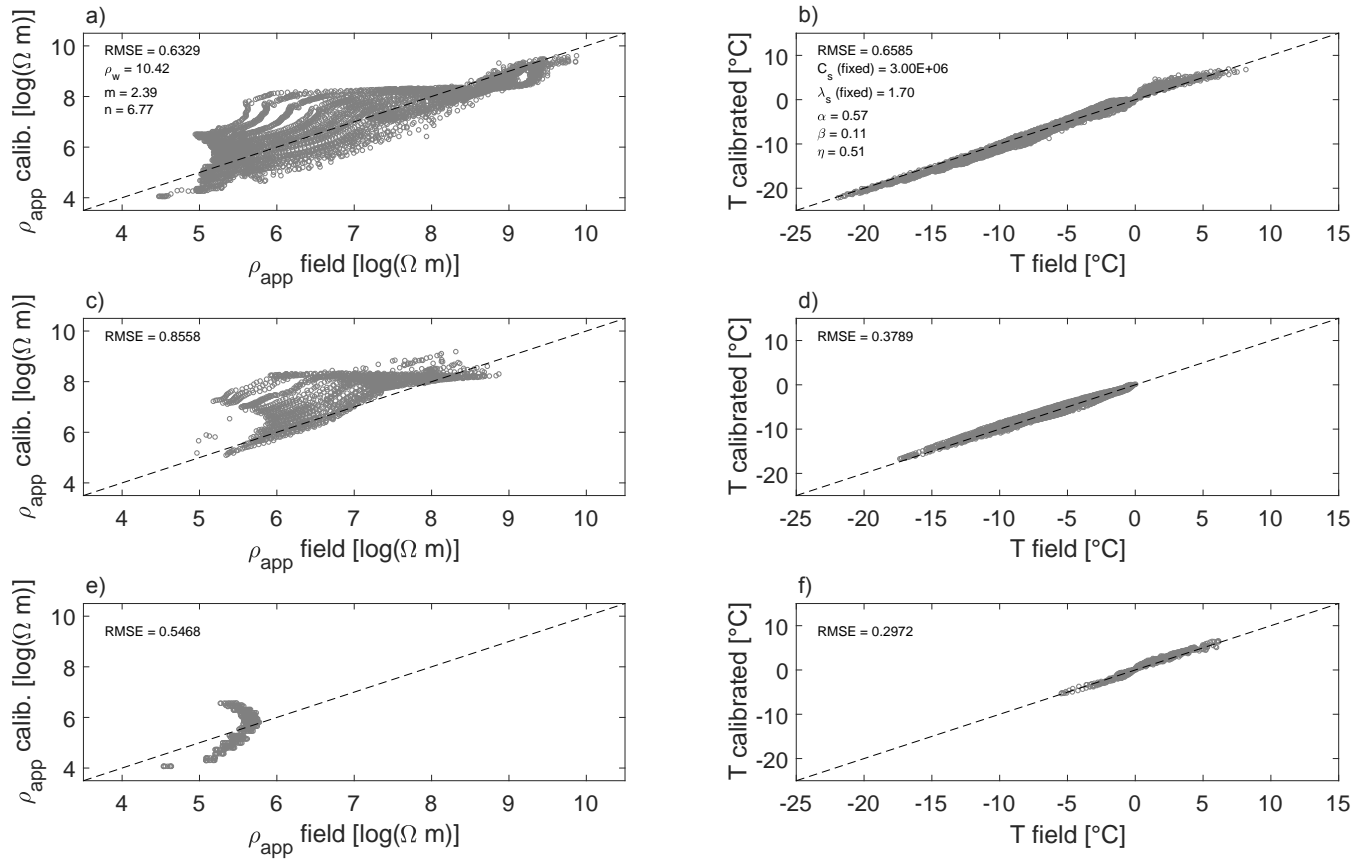 a)
RMSE = 0.6329
ρw = 10.42
m = 2.39
n = 6.77
10
8
6
4
4 5 6 7 8 9 10
ρapp calib. [log(Ω m)]
ρapp field [log(Ω m)]
b)
RMSE = 0.6585
Cs (fixed) = 3.00E+06
λs (fixed) = 1.70
α = 0.57
β = 0.11
η = 0.51
10
0
-10
-20
-25 -20 -15 -10 -5 0 5 10 15
T calibrated [°C]
T field [°C]
c)
RMSE = 0.8558
10
8
6
4
4 5 6 7 8 9 10
ρapp calib. [log(Ω m)]
ρapp field [log(Ω m)]
d)
RMSE = 0.3789
10
0
-10
-20
-25 -20 -15 -10 -5 0 5 10 15
T calibrated [°C]
T field [°C]
e)
RMSE = 0.5468
10
8
6
4
4 5 6 7 8 9 10
ρapp calib. [log(Ω m)]
ρapp field [log(Ω m)]
f)
RMSE = 0.2972
10
0
-10
-20
-25 -20 -15 -10 -5 0 5 10 15
T calibrated [°C]
T field [°C]